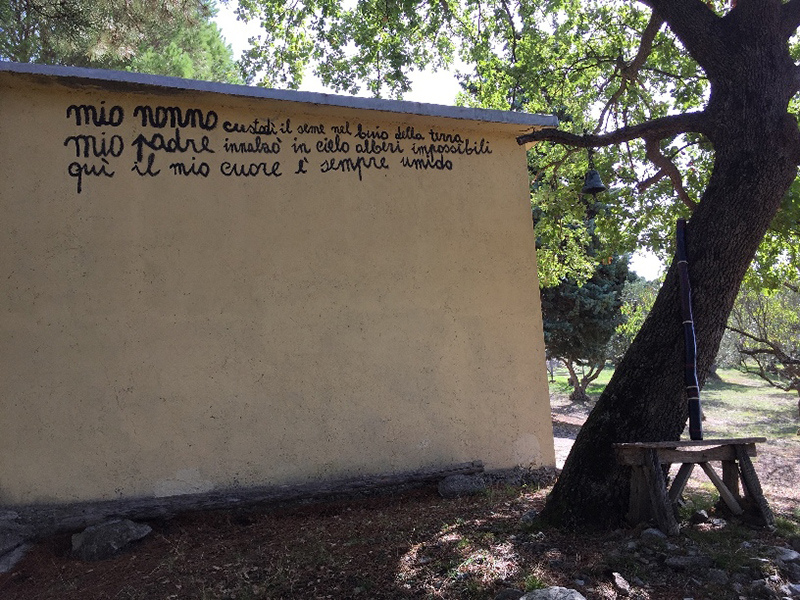 mio nonno custodì il seme nel buio della terra
mio padre innalzò in cielo alberi impossibili
quì il mio cuore è sempre umido